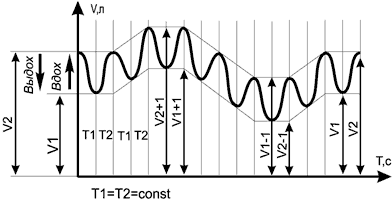 V,л
Выдох
Вдох
V2
V1
T1 T2 T1 T2
V2+1
V1+1
V1-1
V2-1
V1
V2
T,с
T1=T2=const